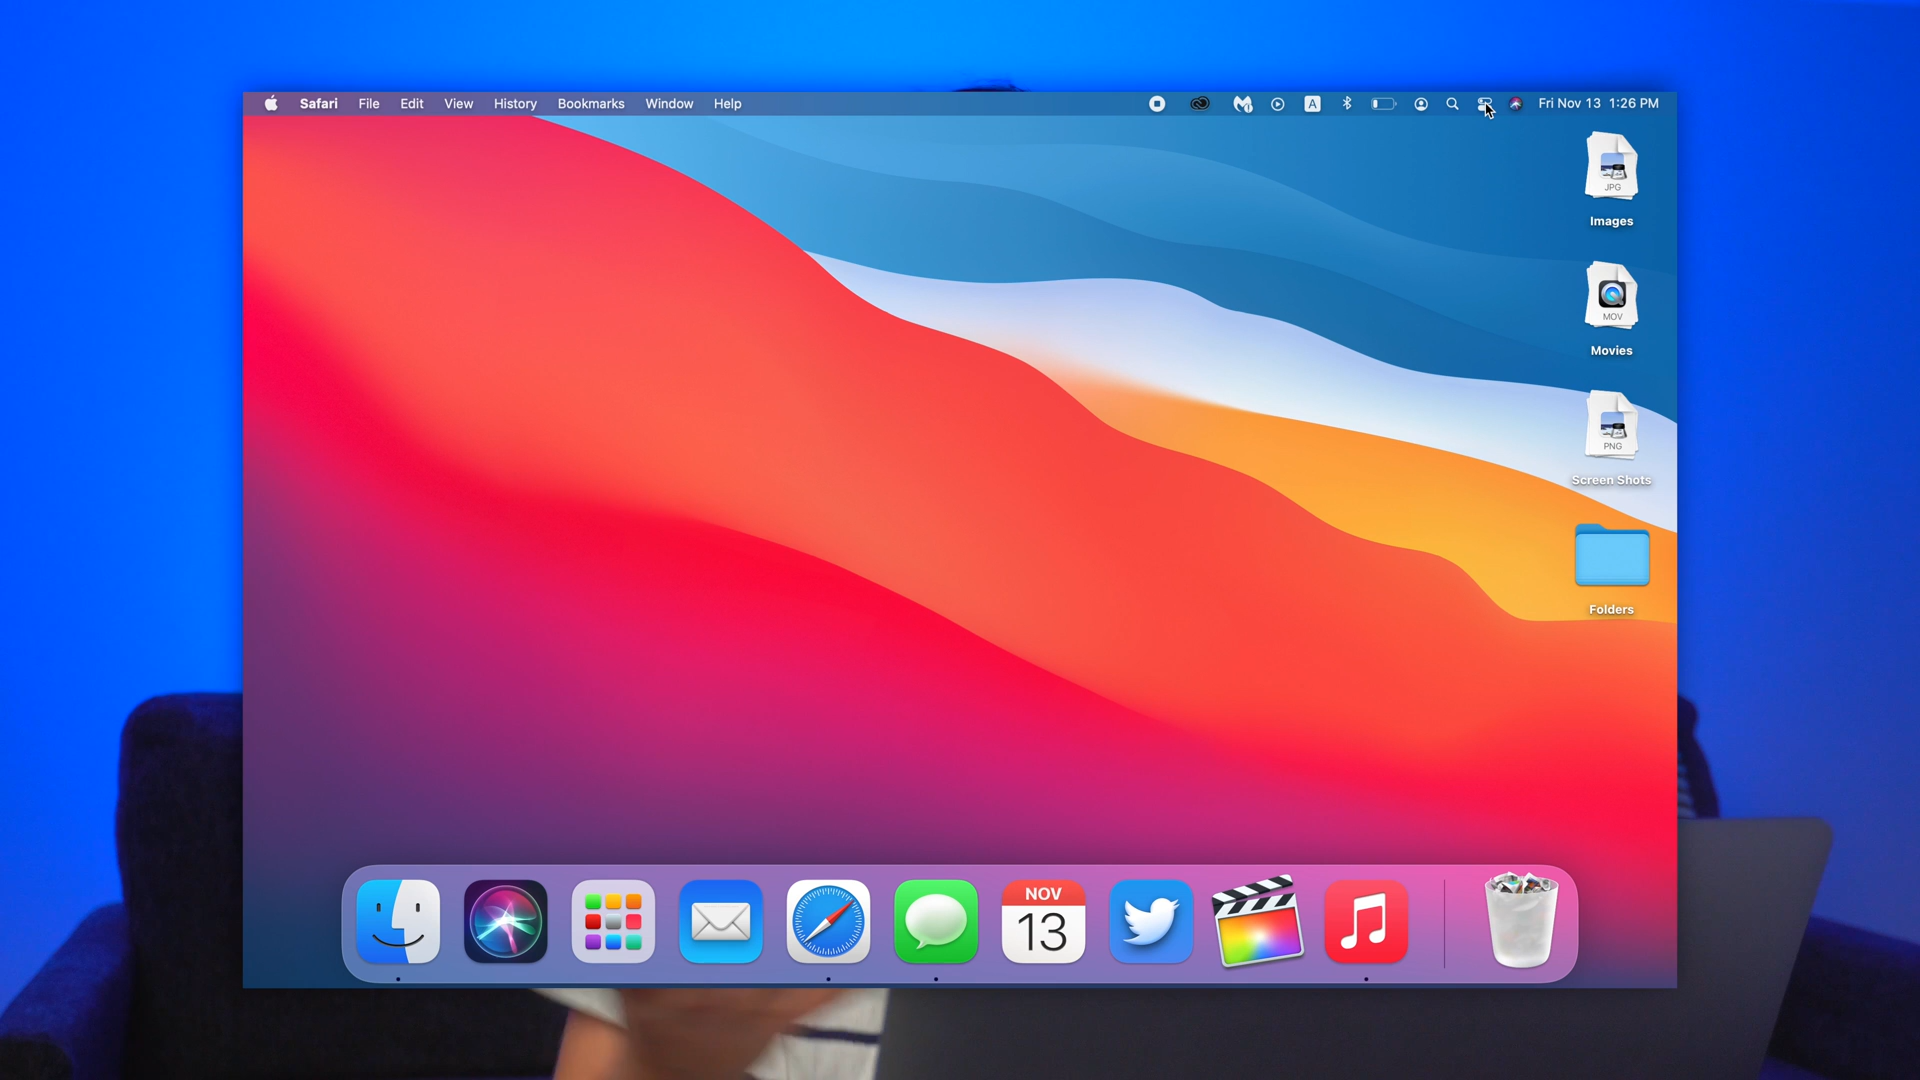 Safari File Edit View History Bookmarks Window Help A Fri Nov 13 1:26 PM
JPG
Images
MOV
Movies
PNG
Screen Shots
Folders
NOV
13